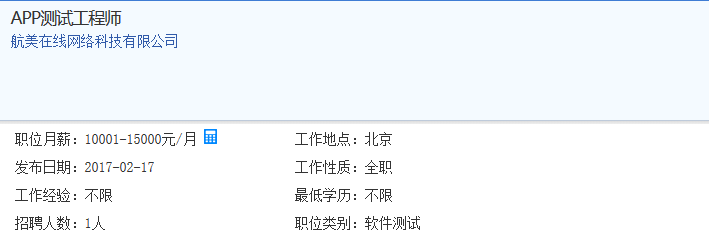 APP测试工程师
航美在线网络科技有限公司
职位月薪：10001-15000元/月 工作地点：北京
发布日期：2017-02-17 工作性质：全职
工作经验：不限 最低学历：不限
招聘人数：1人 职位类别：软件测试